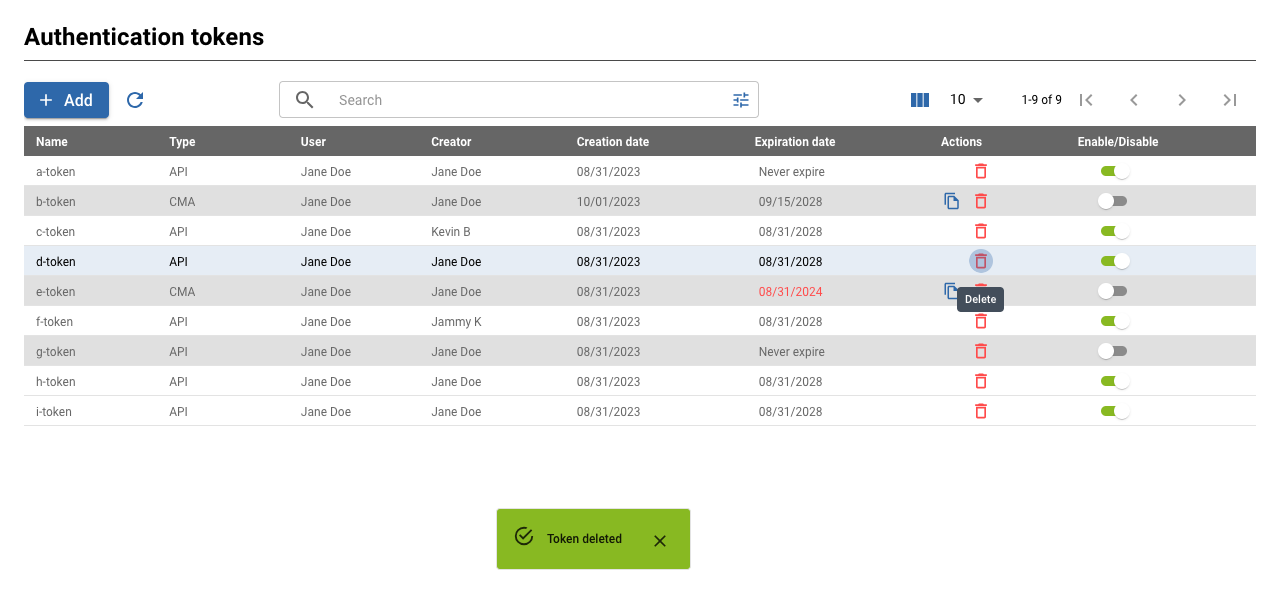 Authentication tokens
Add Search 10 1-9 of 9
Name Type User Creator Creation date Expiration date Actions Enable/Disable
a-token API Jane Doe Jane Doe 08/31/2023 Never expire
b-token CMA Jane Doe Jane Doe 10/01/2023 09/15/2028
c-token API Jane Doe Kevin B 08/31/2023 08/31/2028
d-token API Jane Doe Jane Doe 08/31/2023 08/31/2028
e-token CMA Jane Doe Jane Doe 08/31/2023 08/31/2024
Delete
f-token API Jane Doe Jammy K 08/31/2023 08/31/2028
g-token API Jane Doe Jane Doe 08/31/2023 Never expire
h-token API Jane Doe Jane Doe 08/31/2023 08/31/2028
i-token API Jane Doe Jane Doe 08/31/2023 08/31/2028
Token deleted